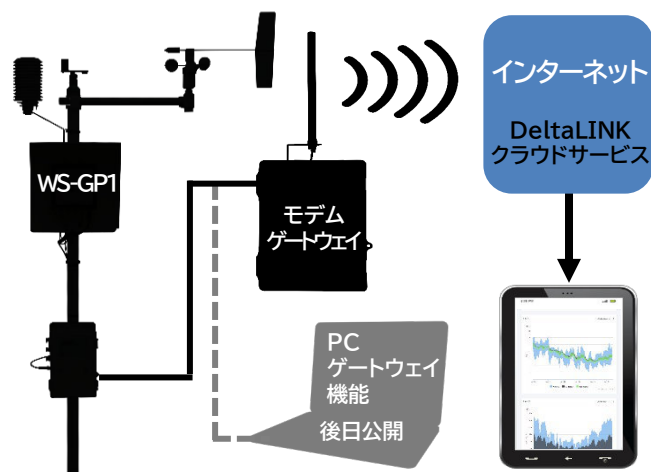 インターネット
DeltaLINK
クラウドサービス
WS-GP1
モデム
ゲートウェイ
PC
ゲートウェイ
機能
後日公開